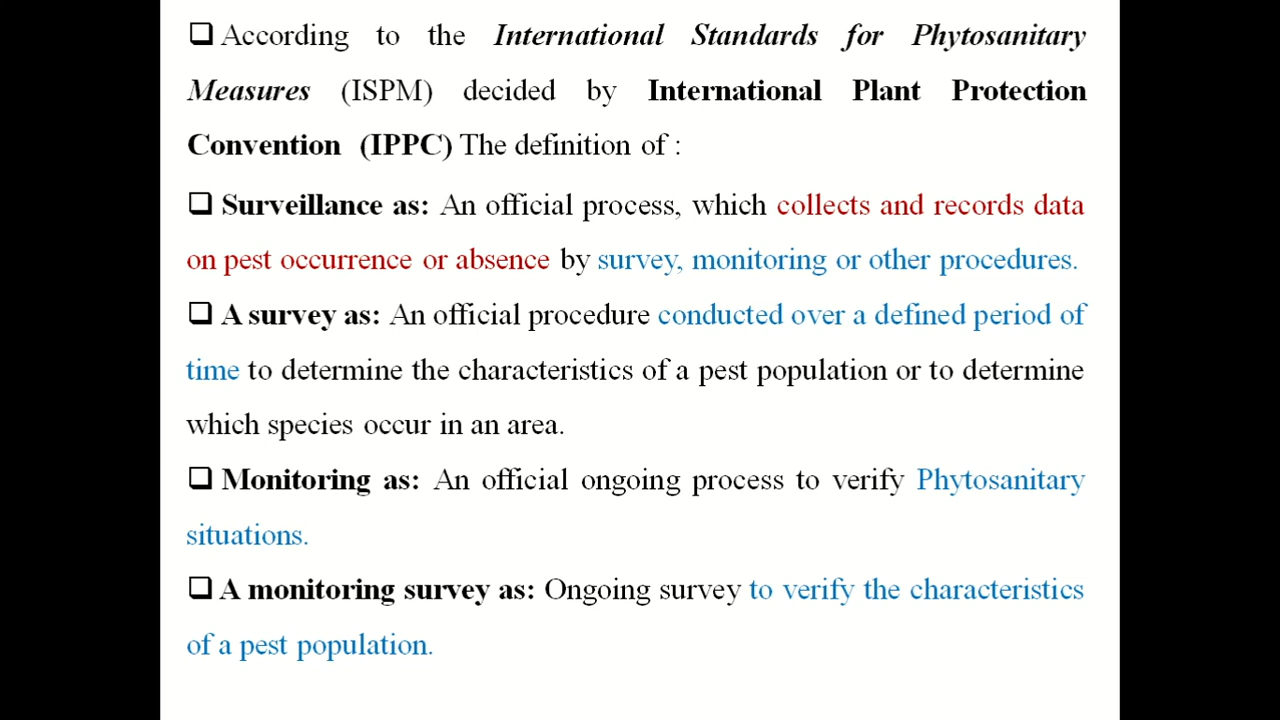 ❑ According to the International Standards for Phytosanitary
Measures (ISPM) decided by International Plant Protection
Convention (IPPC) The definition of :
❑ Surveillance as: An official process, which collects and records data
on pest occurrence or absence by survey, monitoring or other procedures.
❑ A survey as: An official procedure conducted over a defined period of
time to determine the characteristics of a pest population or to determine
which species occur in an area.
❑ Monitoring as: An official ongoing process to verify Phytosanitary
situations.
❑ A monitoring survey as: Ongoing survey to verify the characteristics
of a pest population.